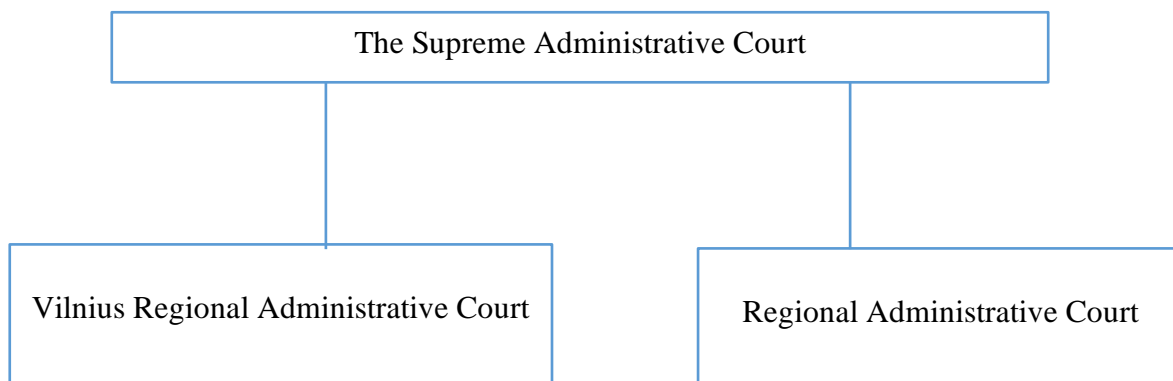 The Supreme Administrative Court
Vilnius Regional Administrative Court
Regional Administrative Court